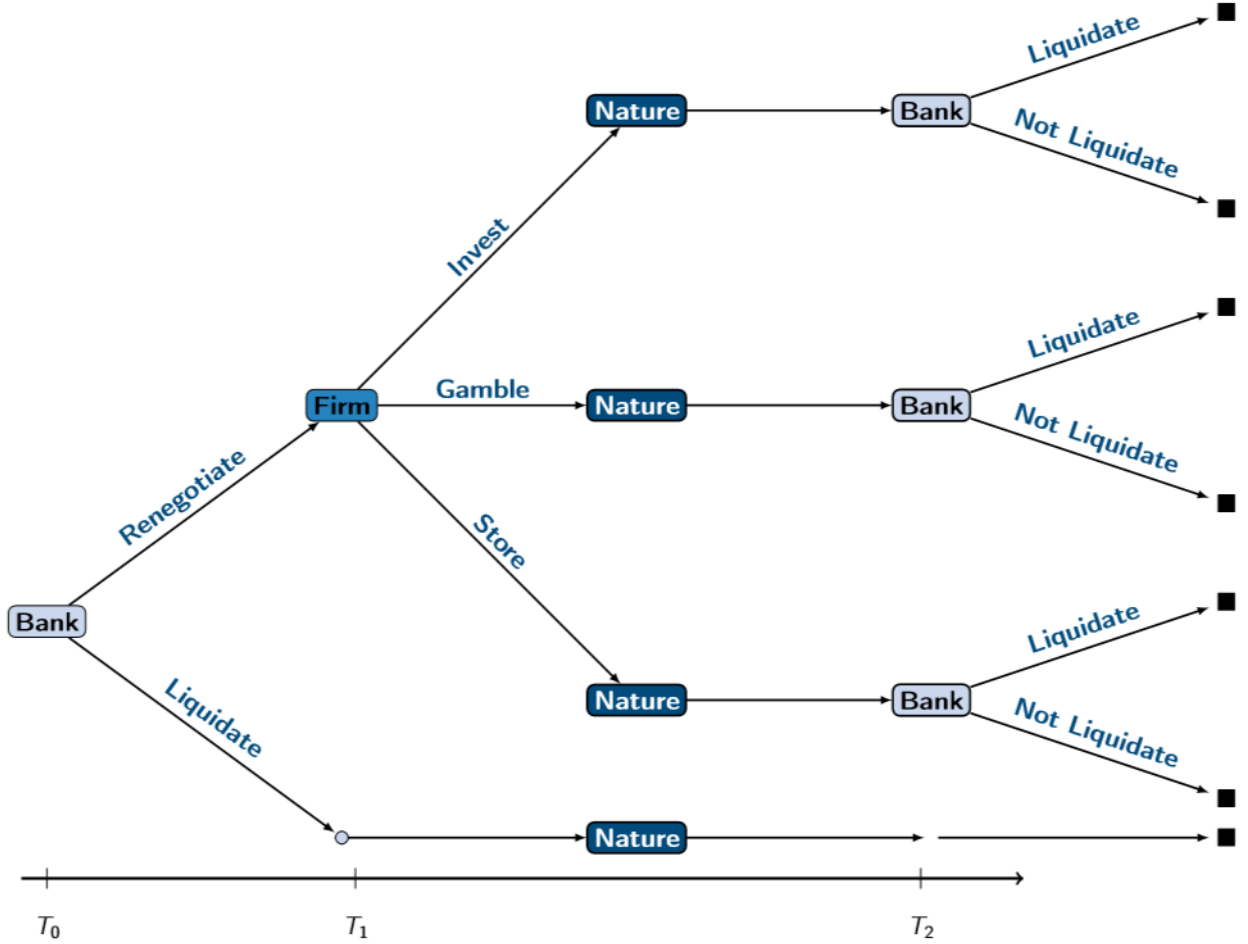 Liquidate
Nature
Bank
Not Liquidate
Invest
Liquidate
Firm
Gamble
Nature
Bank
Not Liquidate
Renegotiate
Store
Bank
Liquidate
Liquidate
Nature
Bank
Not Liquidate
Nature
T0
T1
T2